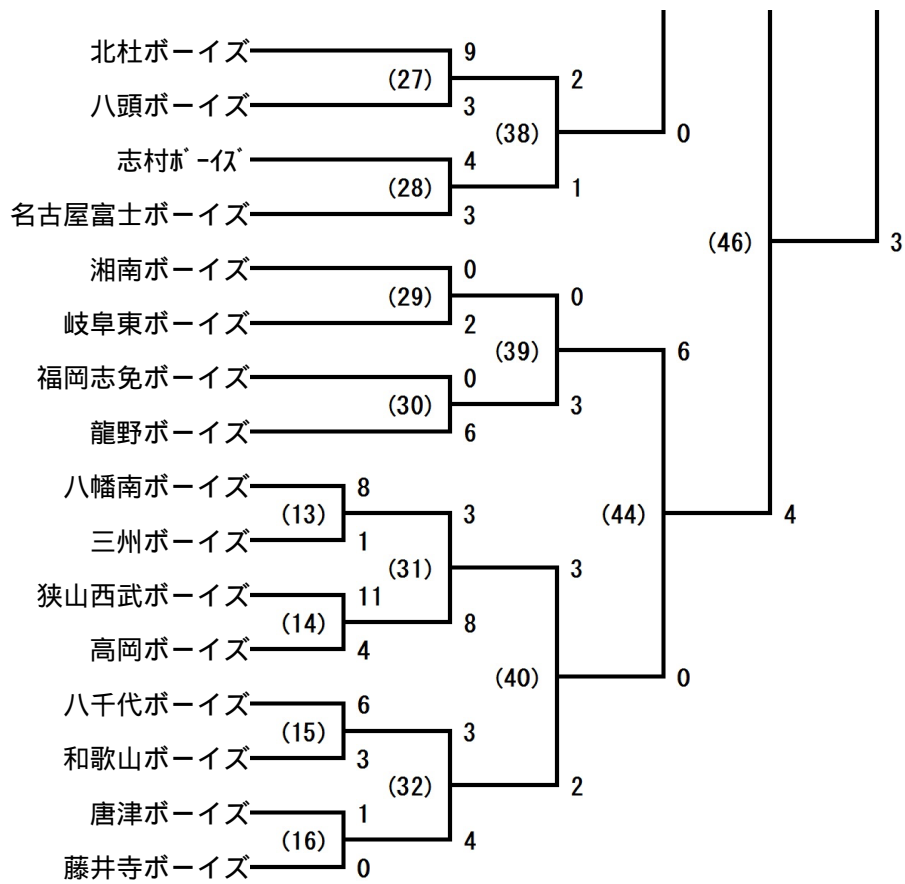 北杜ボーイズ 9
(27) 2
八頭ボーイズ 3
(38) 0
志村ﾎﾞｰｲｽﾞ 4
(28) 1
名古屋富士ボーイズ 3
(46) 3
湘南ボーイズ 0
(29) 0
岐阜東ボーイズ 2
(39) 6
福岡志免ボーイズ 0
(30) 3
龍野ボーイズ 6
八幡南ボーイズ 8
(13) 3 (44) 4
三州ボーイズ 1
(31) 3
狭山西武ボーイズ 11
(14) 8
高岡ボーイズ 4
(40) 0
八千代ボーイズ 6
(15) 3
和歌山ボーイズ 3
(32) 2
唐津ボーイズ 1
(16) 4
藤井寺ボーイズ 0